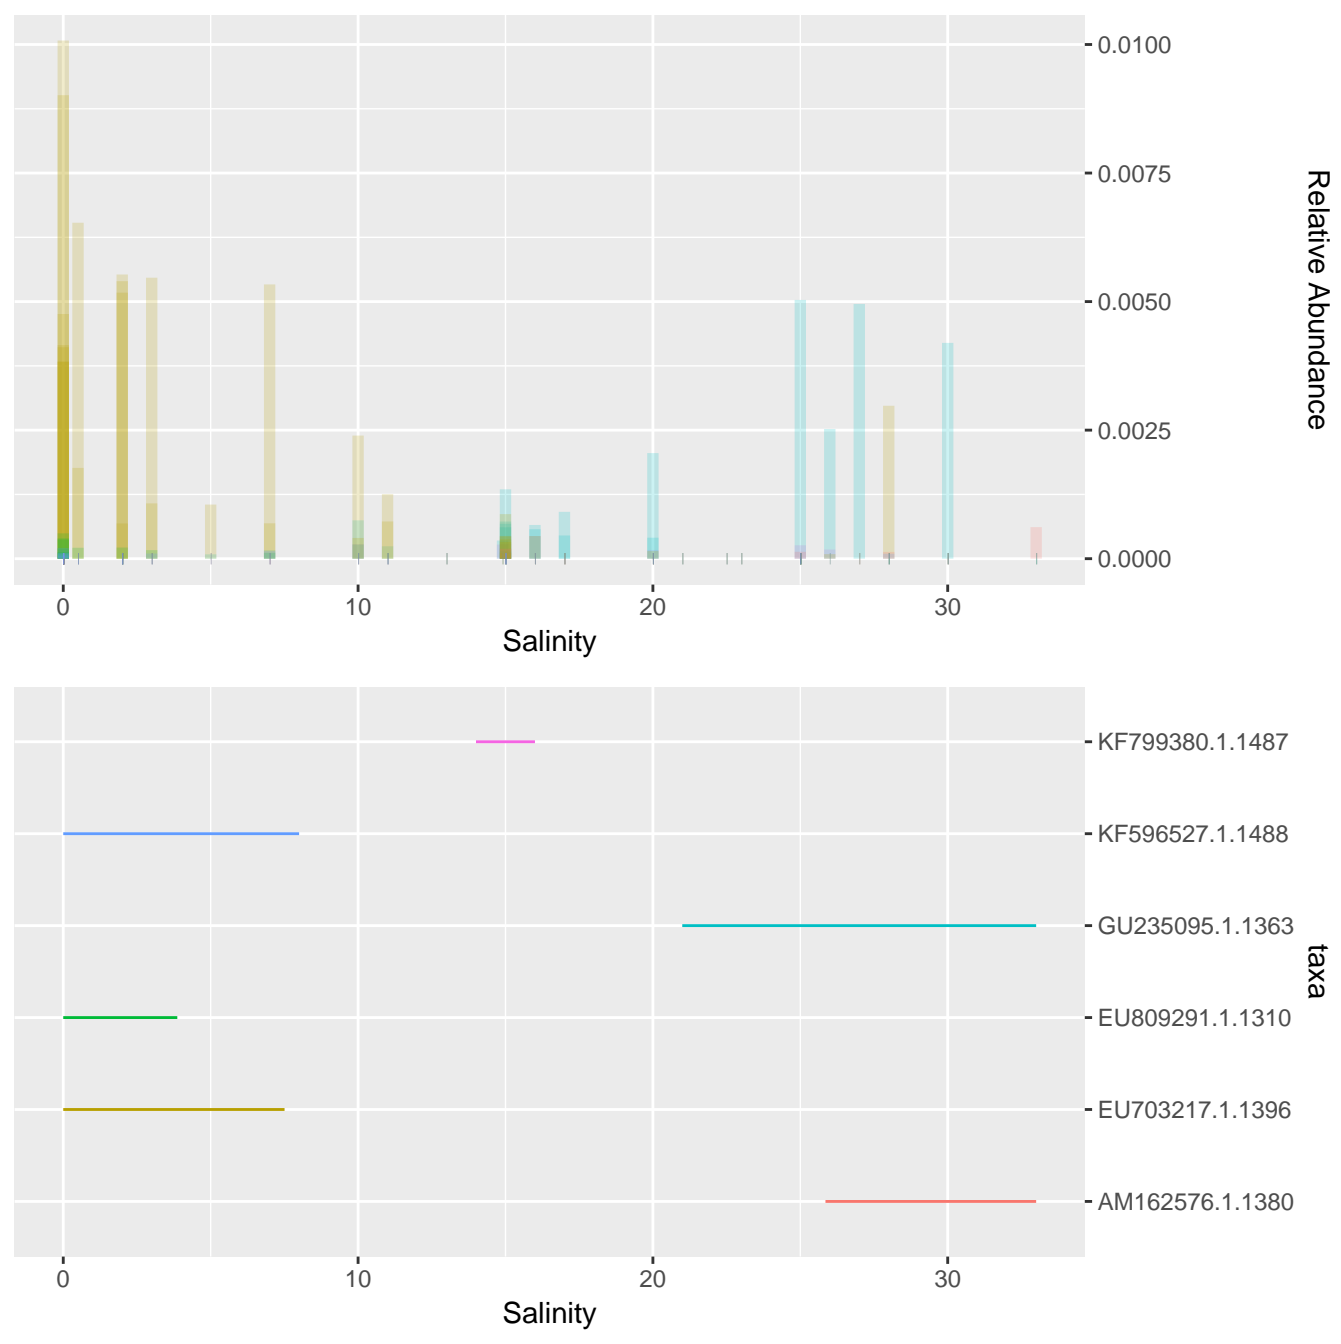 0.0100
0.0075
0.0050
0.0025
0.0000
Relative Abundance
0
10
20
30
Salinity
KF799380.1.1487
KF596527.1.1488
GU235095.1.1363
EU809291.1.1310
EU703217.1.1396
AM162576.1.1380
taxa
0
10
20
30
Salinity